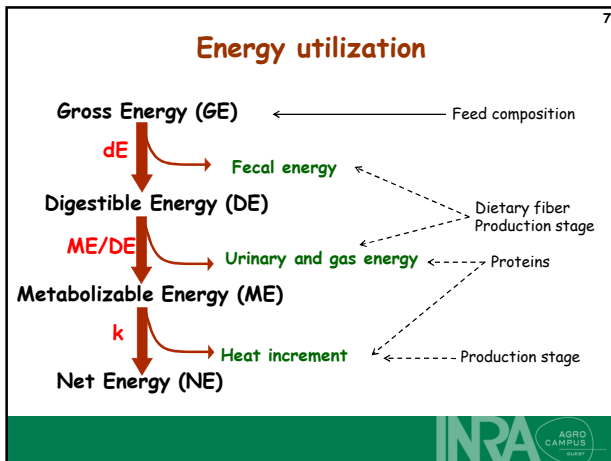 7
Energy utilization
Gross Energy (GE)
Feed composition
dE
Fecal energy
Digestible Energy (DE)
Dietary fiber
Production stage
ME/DE
Urinary and gas energy
Proteins
Metabolizable Energy (ME)
k
Heat increment
Production stage
Net Energy (NE)
INRA
AGRO
CAMPUS
OUEST